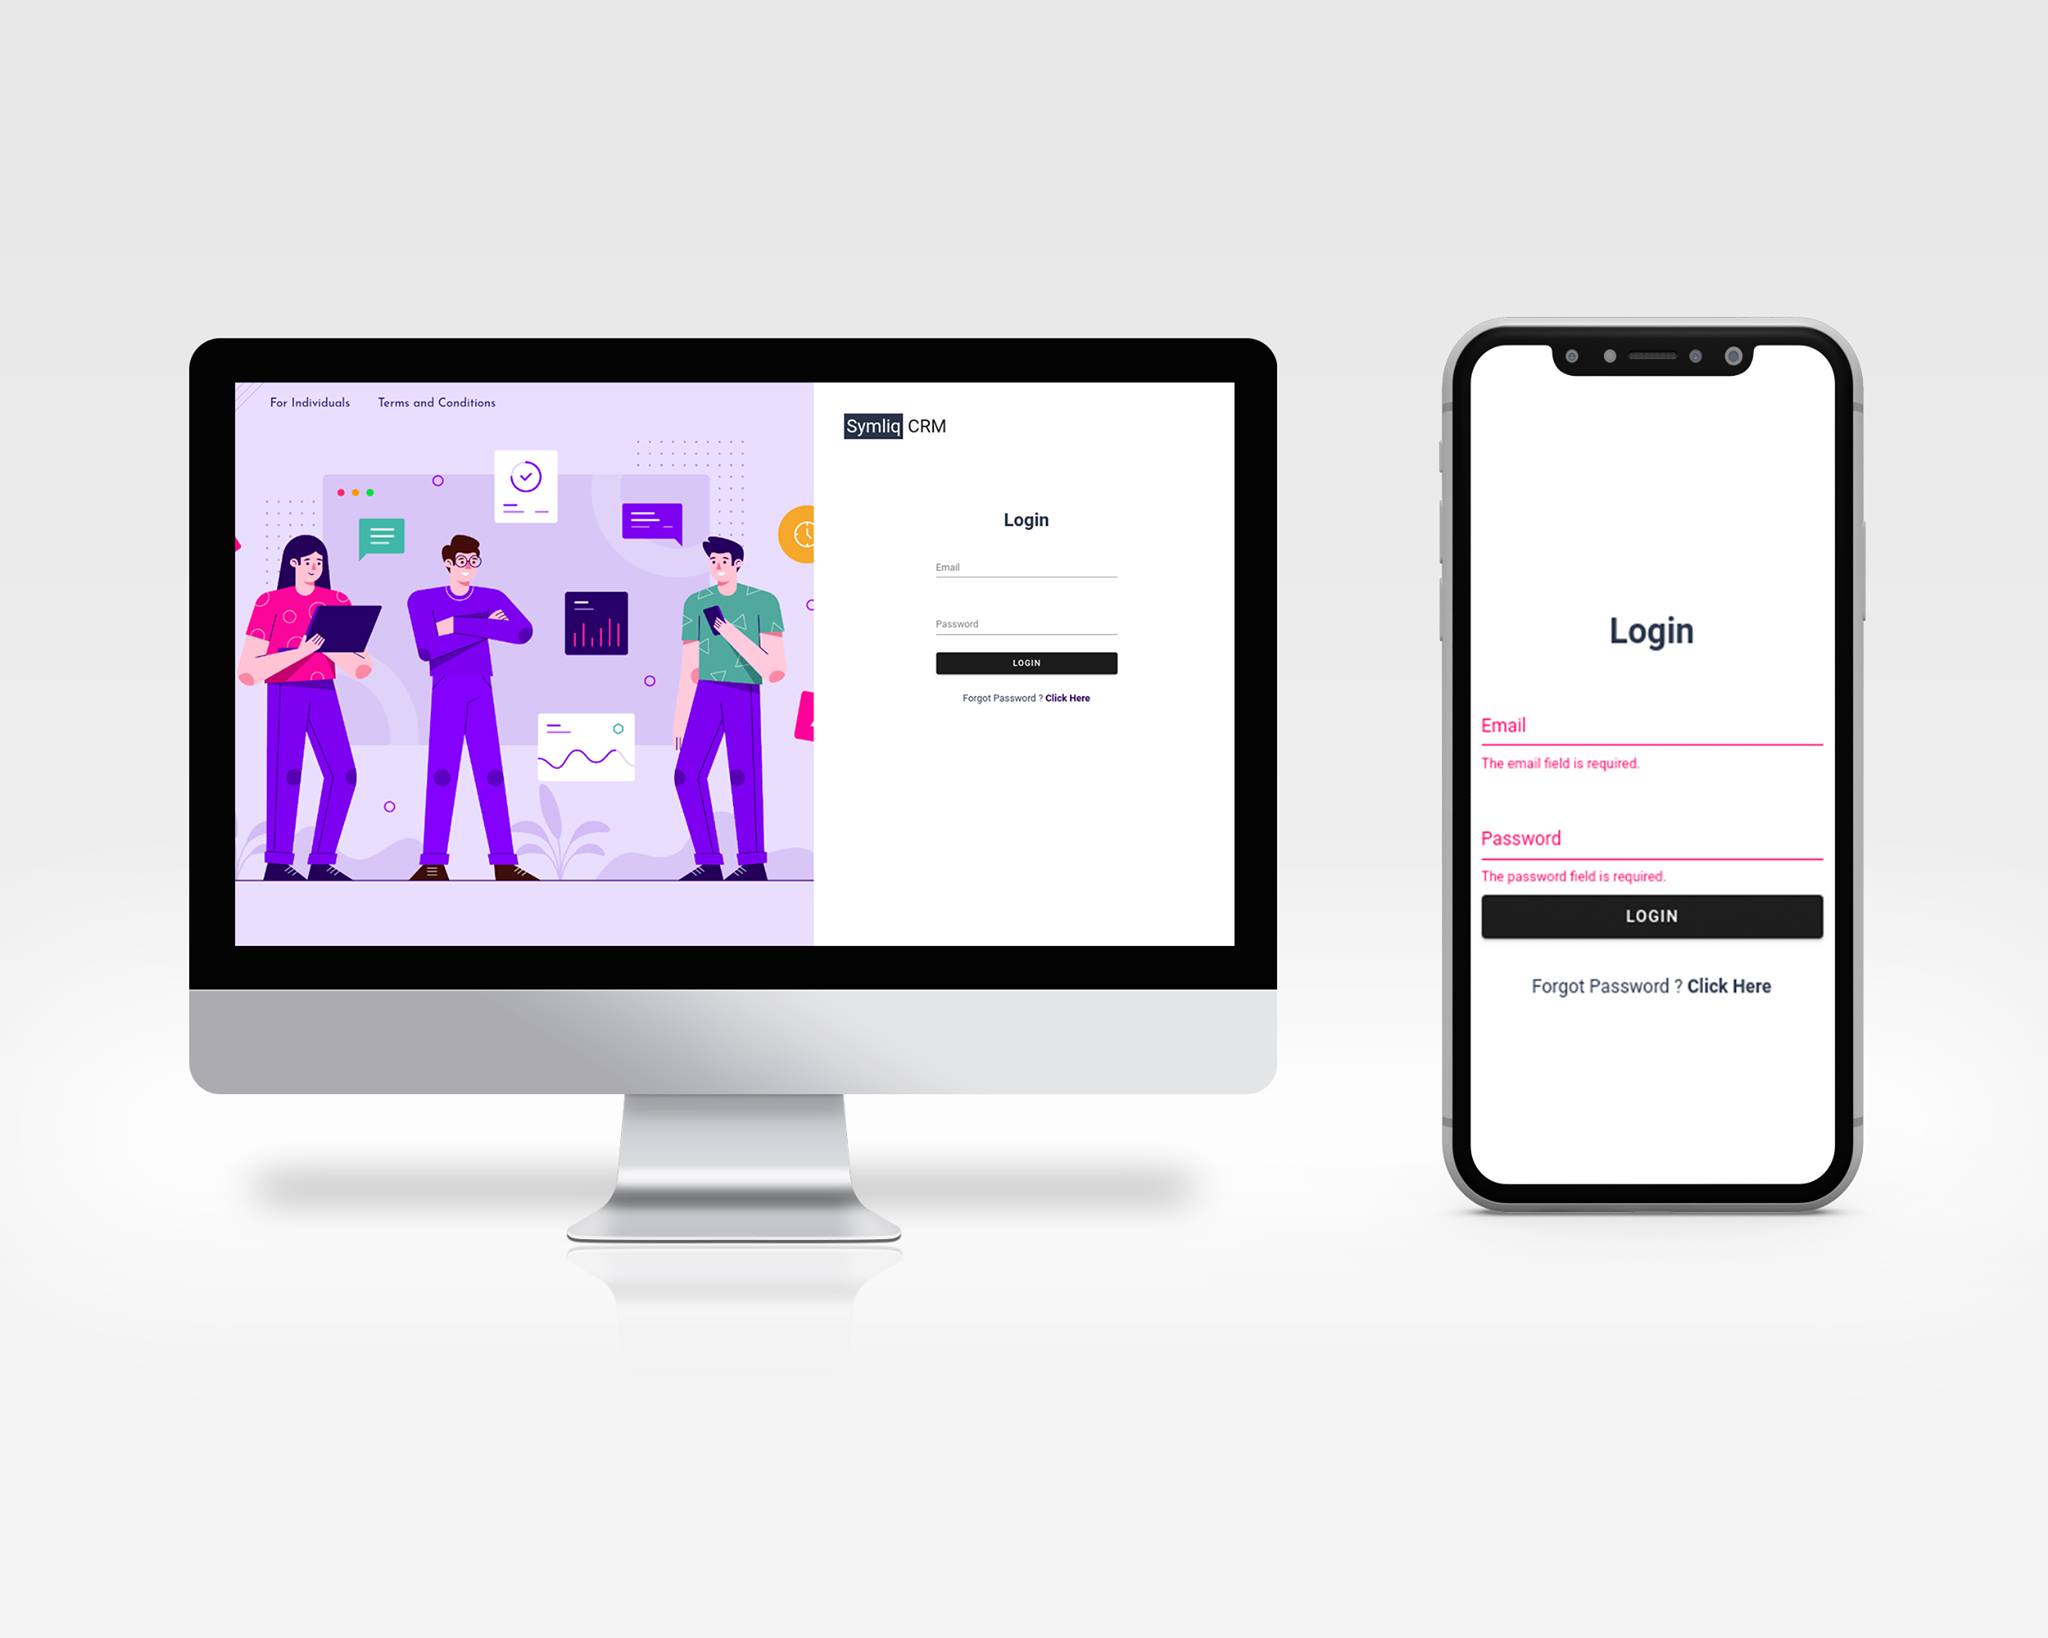 For Individuals Terms and Conditions
Symliq CRM
Login
Email
Password
LOGIN
Forgot Password ? Click Here
Login
Email
The email field is required.
Password
The password field is required.
LOGIN
Forgot Password ? Click Here